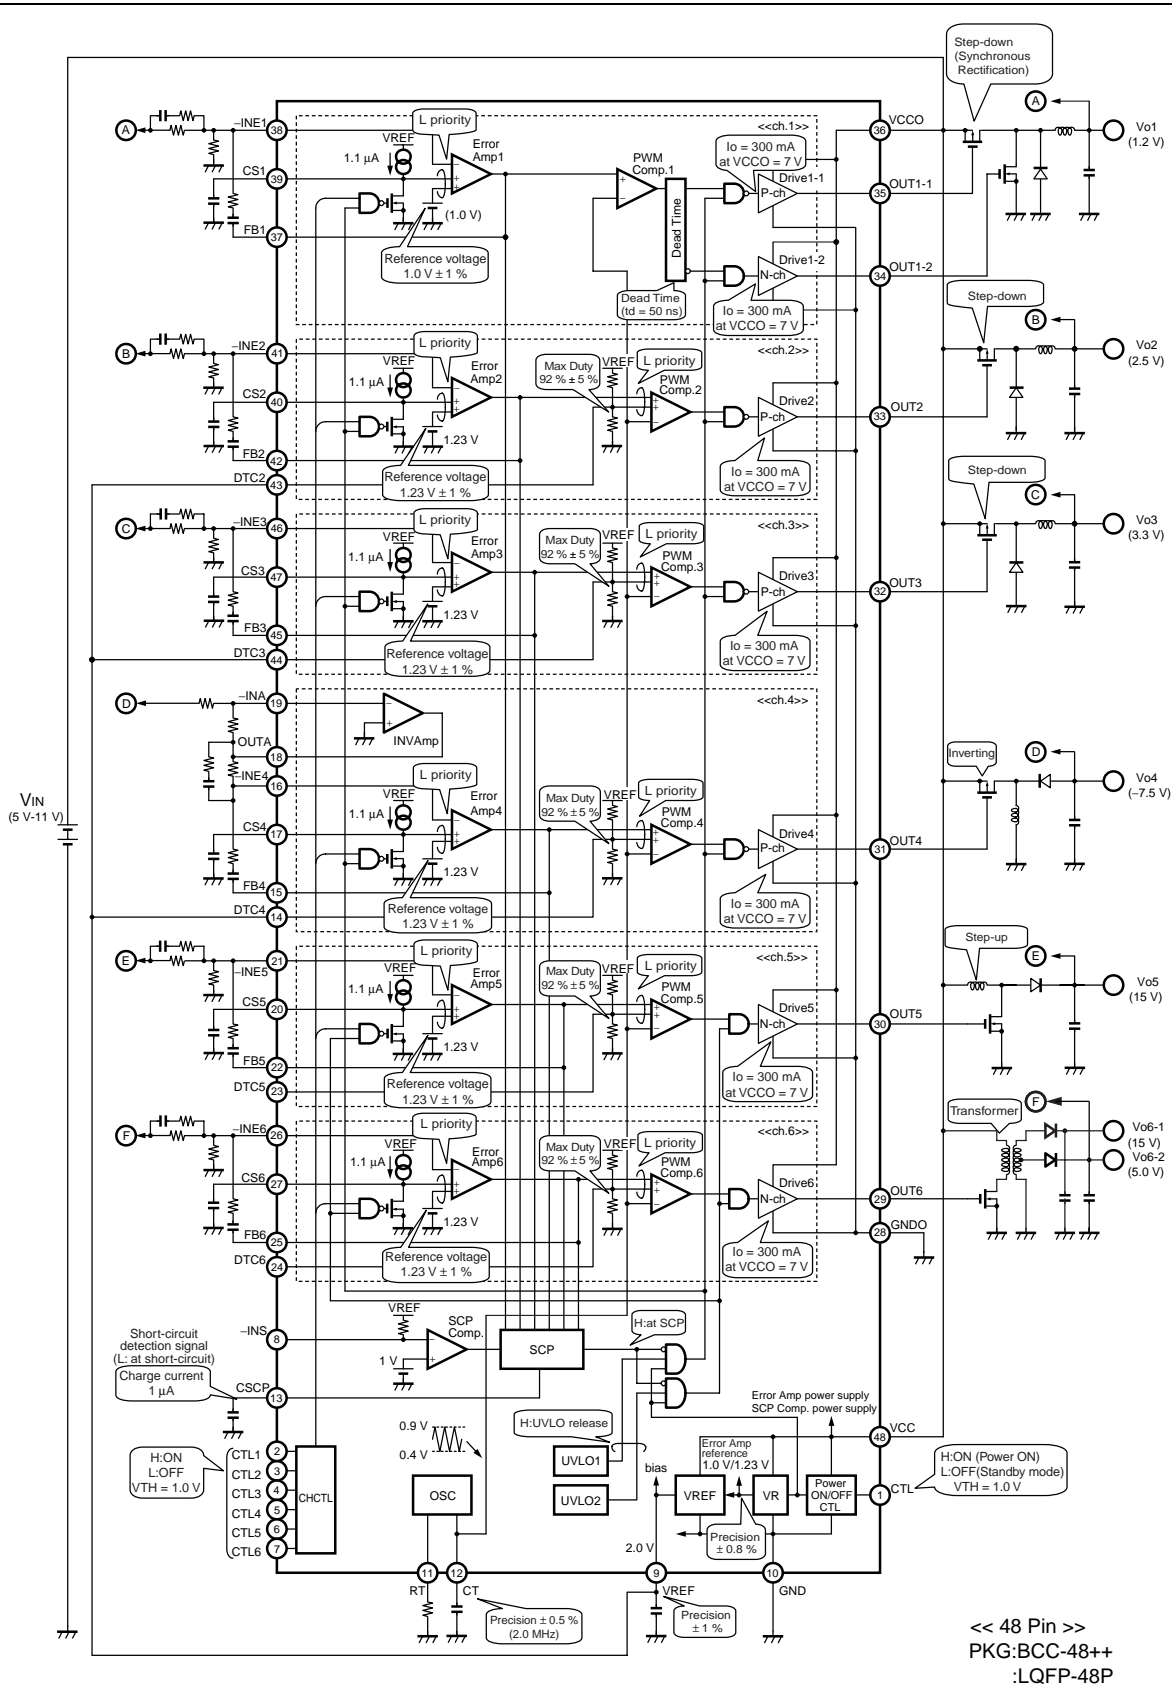 Step-down
(Synchronous
Rectification)
A
−INE1
38
L priority
<<ch.1>>
36
VCCO
A
Vo1
(1.2 V)
VREF
1.1 µA
Error
Amp1
PWM
Comp.1
Io = 300 mA
at VCCO = 7 V
CS1
39
Drive1-1
P-ch
35
OUT1-1
(1.0 V)
Dead Time
FB1
37
Reference voltage
1.0 V ± 1 %
Drive1-2
N-ch
34
OUT1-2
Dead Time
(td = 50 ns)
Io = 300 mA
at VCCO = 7 V
Step-down
B
−INE2
41
L priority
<<ch.2>>
B
Vo2
(2.5 V)
VREF
1.1 µA
Error
Amp2
Max Duty
92 % ± 5 %
VREF
L priority
PWM
Comp.2
CS2
40
Drive2
P-ch
33
OUT2
1.23 V
FB2
42
DTC2
43
Reference voltage
1.23 V ± 1 %
Io = 300 mA
at VCCO = 7 V
Step-down
C
−INE3
46
L priority
<<ch.3>>
C
Vo3
(3.3 V)
VREF
1.1 µA
Error
Amp3
Max Duty
92 % ± 5 %
VREF
L priority
PWM
Comp.3
CS3
47
Drive3
P-ch
32
OUT3
1.23 V
FB3
45
DTC3
44
Reference voltage
1.23 V ± 1 %
Io = 300 mA
at VCCO = 7 V
D
−INA
19
<<ch.4>>
INVAmp
OUTA
18
−INE4
16
L priority
Inverting
D
Vo4
(−7.5 V)
VIN
(5 V-11 V)
VREF
1.1 µA
Error
Amp4
Max Duty
92 % ± 5 %
VREF
L priority
PWM
Comp.4
CS4
17
Drive4
P-ch
31
OUT4
1.23 V
FB4
15
DTC4
14
Reference voltage
1.23 V ± 1 %
Io = 300 mA
at VCCO = 7 V
E
−INE5
21
L priority
<<ch.5>>
Step-up
E
Vo5
(15 V)
VREF
1.1 µA
Error
Amp5
Max Duty
92 % ± 5 %
VREF
L priority
PWM
Comp.5
CS5
20
Drive5
N-ch
30
OUT5
1.23 V
FB5
22
DTC5
23
Reference voltage
1.23 V ± 1 %
Io = 300 mA
at VCCO = 7 V
F
−INE6
26
L priority
<<ch.6>>
Transformer
F
Vo6-1
(15 V)
Vo6-2
(5.0 V)
VREF
1.1 µA
Error
Amp6
Max Duty
92 % ± 5 %
VREF
L priority
PWM
Comp.6
CS6
27
Drive6
N-ch
29
OUT6
1.23 V
28
GNDO
FB6
25
DTC6
24
Reference voltage
1.23 V ± 1 %
Io = 300 mA
at VCCO = 7 V
VREF
−INS
8
SCP
Comp.
1 V
SCP
H:at SCP
Short-circuit
detection signal
(L: at short-circuit)
Charge current
1 µA
CSCP
13
Error Amp power supply
SCP Comp. power supply
VCC
48
0.9 V
0.4 V
H:UVLO release
UVLO1
UVLO2
H:ON
L:OFF
VTH = 1.0 V
CTL1
2
CTL2
3
CTL3
4
CTL4
5
CTL5
6
CTL6
7
CHCTL
OSC
bias
Error Amp
reference
1.0 V/1.23 V
VREF
VR
Power
ON/OFF
CTL
1
CTL
H:ON (Power ON)
L:OFF(Standby mode)
VTH = 1.0 V
2.0 V
Precision
± 0.8 %
11
RT
12
CT
9
VREF
10
GND
Precision ± 0.5 %
(2.0 MHz)
Precision
± 1 %
<< 48 Pin >>
PKG:BCC-48++
:LQFP-48P